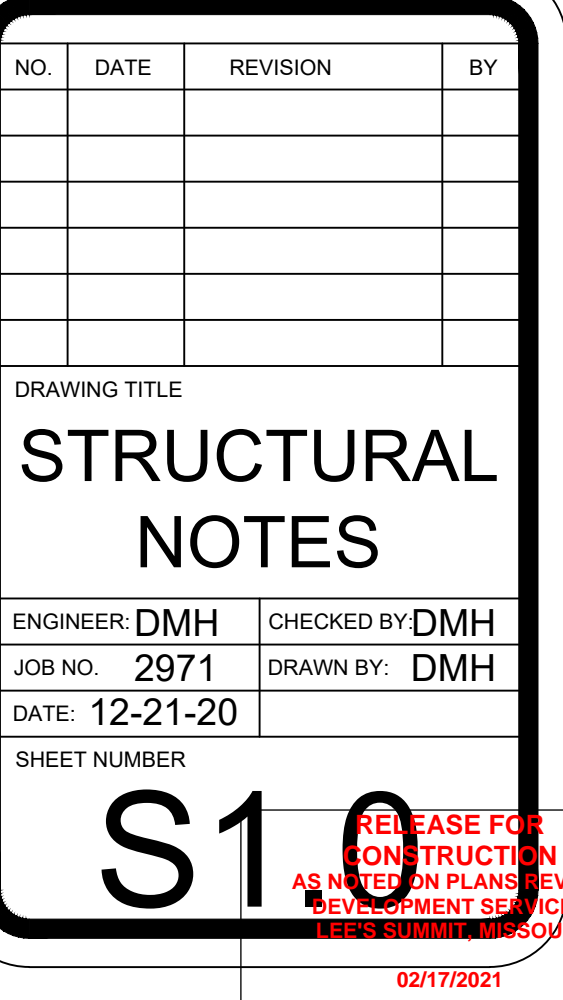 NO. DATE REVISION BY
DRAWING TITLE
STRUCTURAL
NOTES
ENGINEER: DMH CHECKED BY: DMH
JOB NO. 2971 DRAWN BY: DMH
DATE: 12-21-20
SHEET NUMBER
S1.0
RELEASE FOR
CONSTRUCTION
AS NOTED ON PLANS
DEVELOPMENT
LEE'S SUMMIT,
02/17/2021